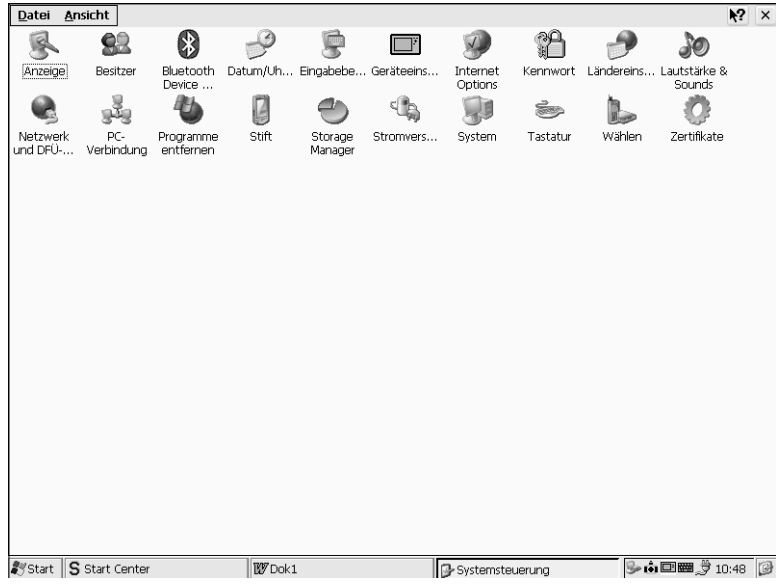 Datei Ansicht
Anzeige Besitzer Bluetooth Device ... Datum/Uh... Eingabebe... Geräteeins... Internet Options Kennwort Ländereins... Lautstärke & Sounds
Netzwerk und DFÜ-... PC-Verbindung Programme entfernen Stift Storage Manager Stromvers... System Tastatur Wählen Zertifikate
Start S Start Center W Dok1 Systemsteuerung 10:48